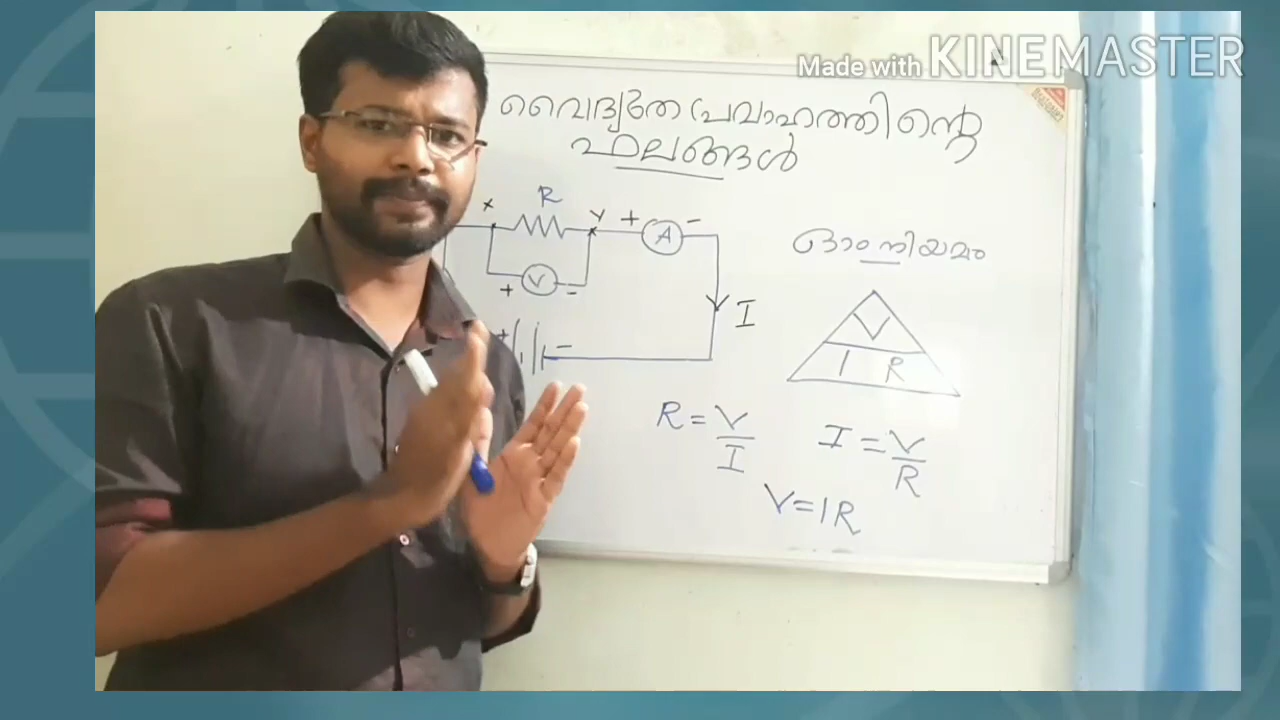 Made with KINEMASTER
വൈദ്യുത പ്രവാഹത്തിന്റെ
ഫലങ്ങൾ
x R y + A -
+ V -
+ -
I
ഓം നിയമം
V
I R
R = V/I
I = V/R
V=IR